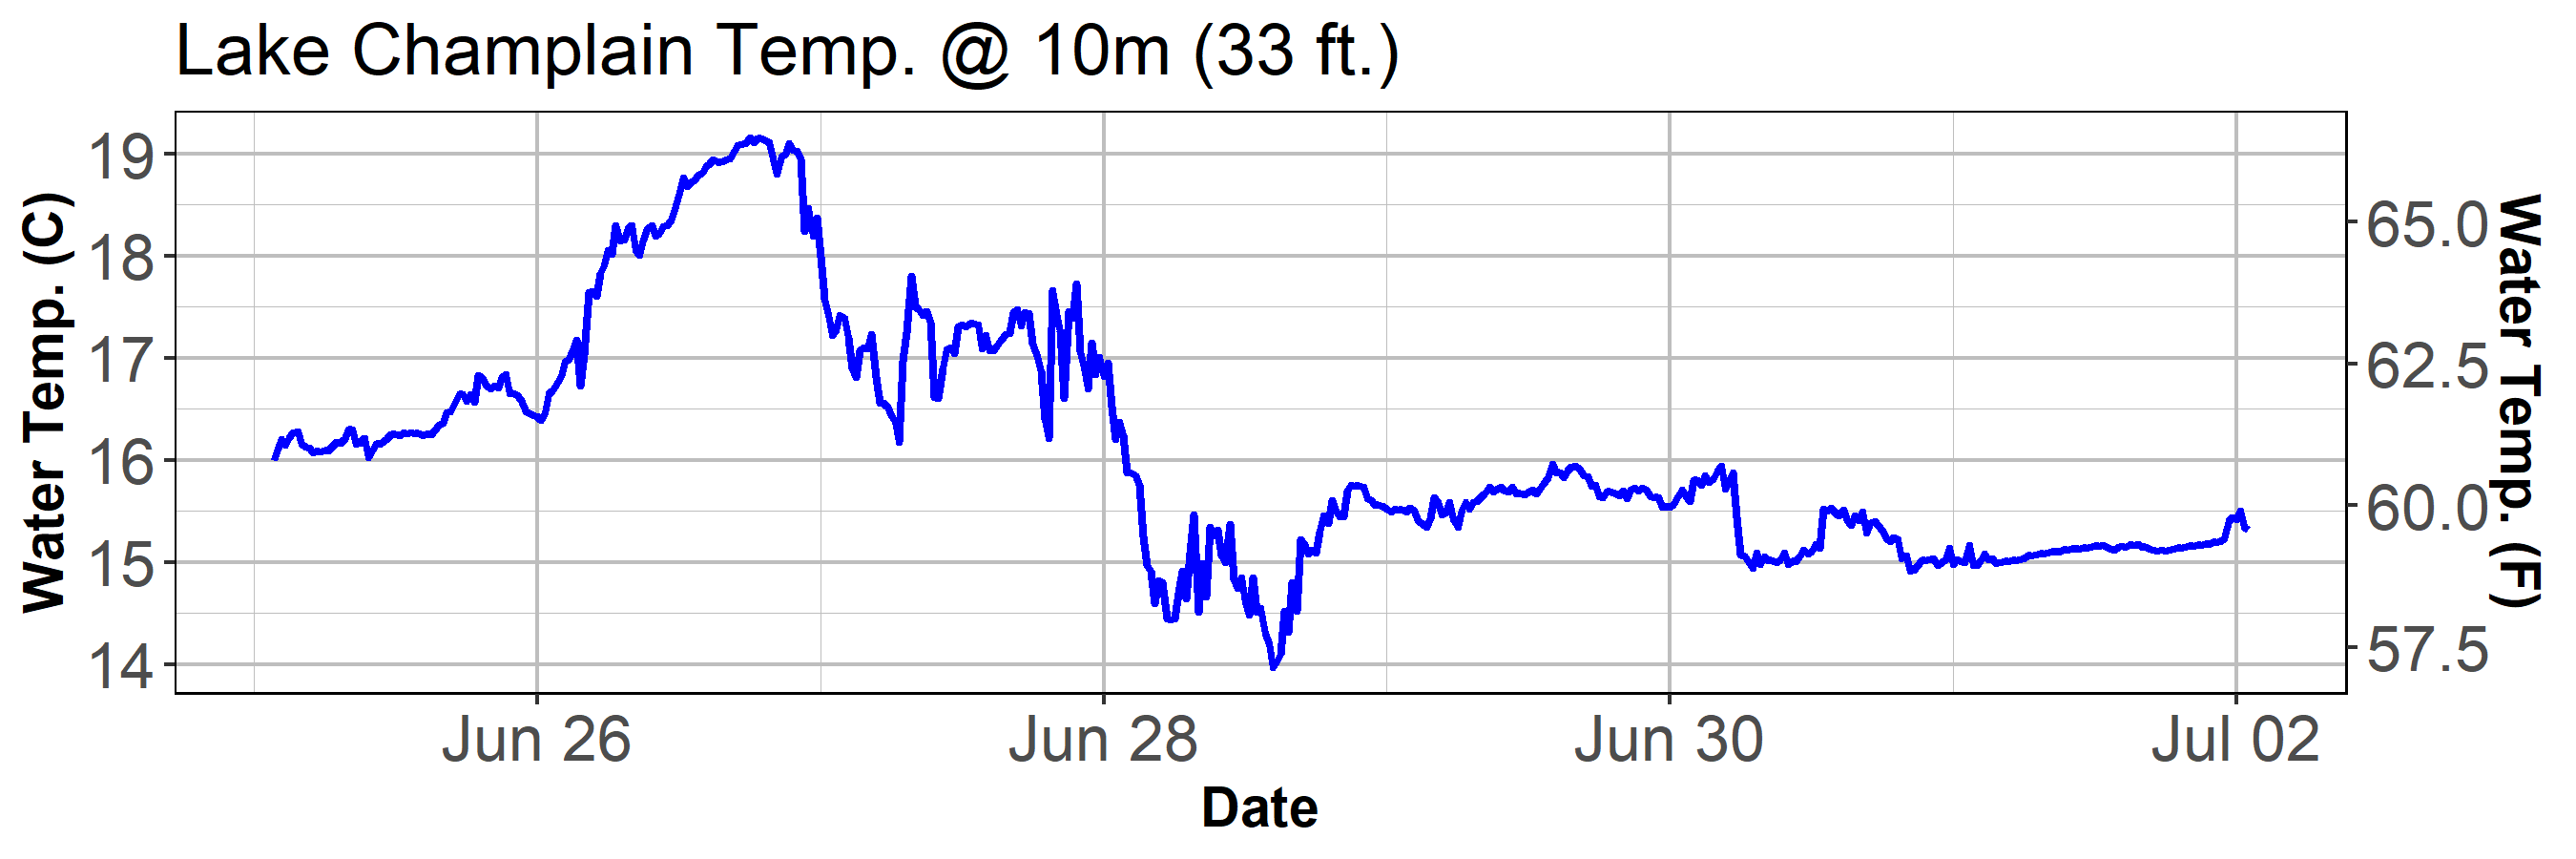 Lake Champlain Temp. @ 10m (33 ft.)
Water Temp. (C)
19
18
17
16
15
14
65.0
62.5
60.0
57.5
Water Temp. (F)
Jun 26 Jun 28 Jun 30 Jul 02
Date